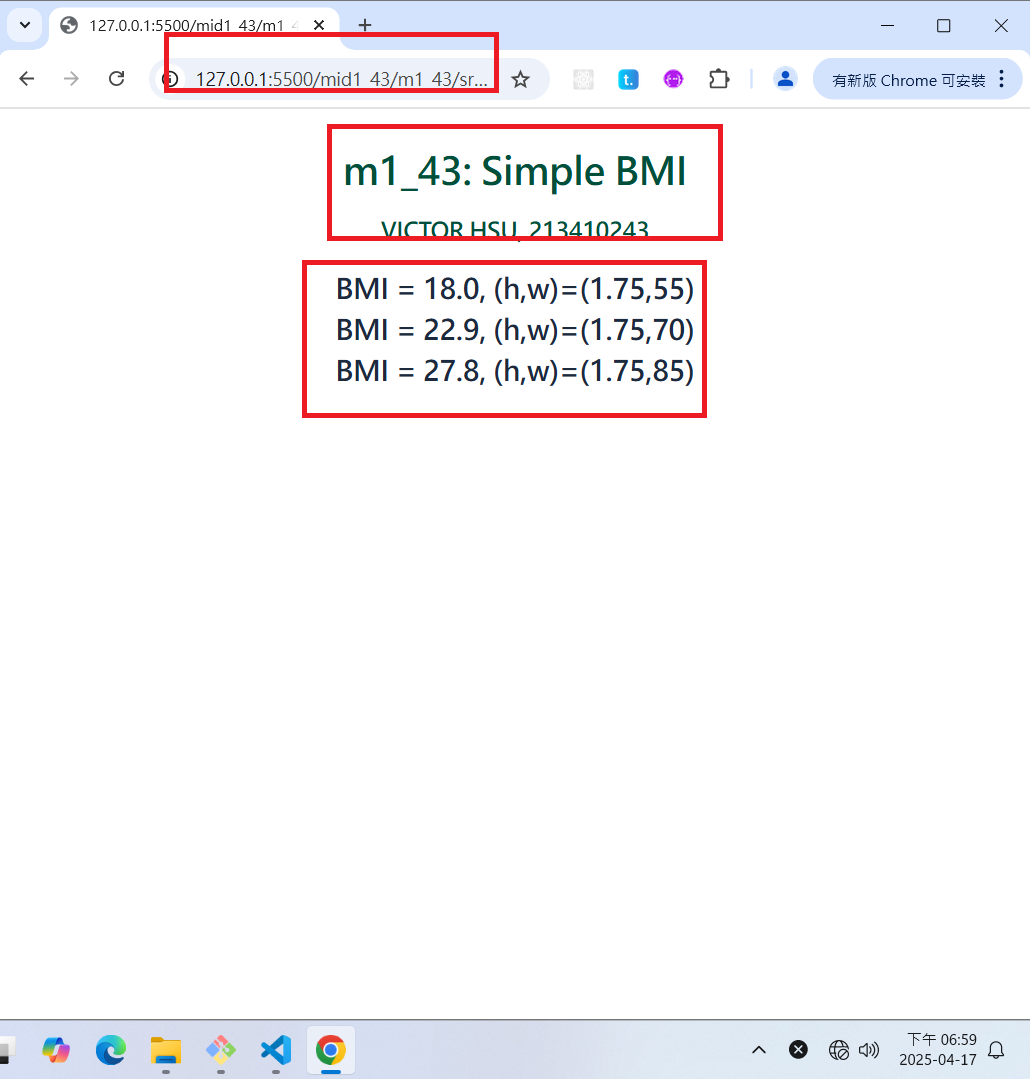 127.0.0.1:5500/mid1_43/m1_4
127.0.0.1:5500/mid1_43/m1_43/sr...
t.
有新版 Chrome 可安裝
m1_43: Simple BMI
VICTOR HSU, 213410243
BMI = 18.0, (h,w)=(1.75,55)
BMI = 22.9, (h,w)=(1.75,70)
BMI = 27.8, (h,w)=(1.75,85)
下午 06:59
2025-04-17